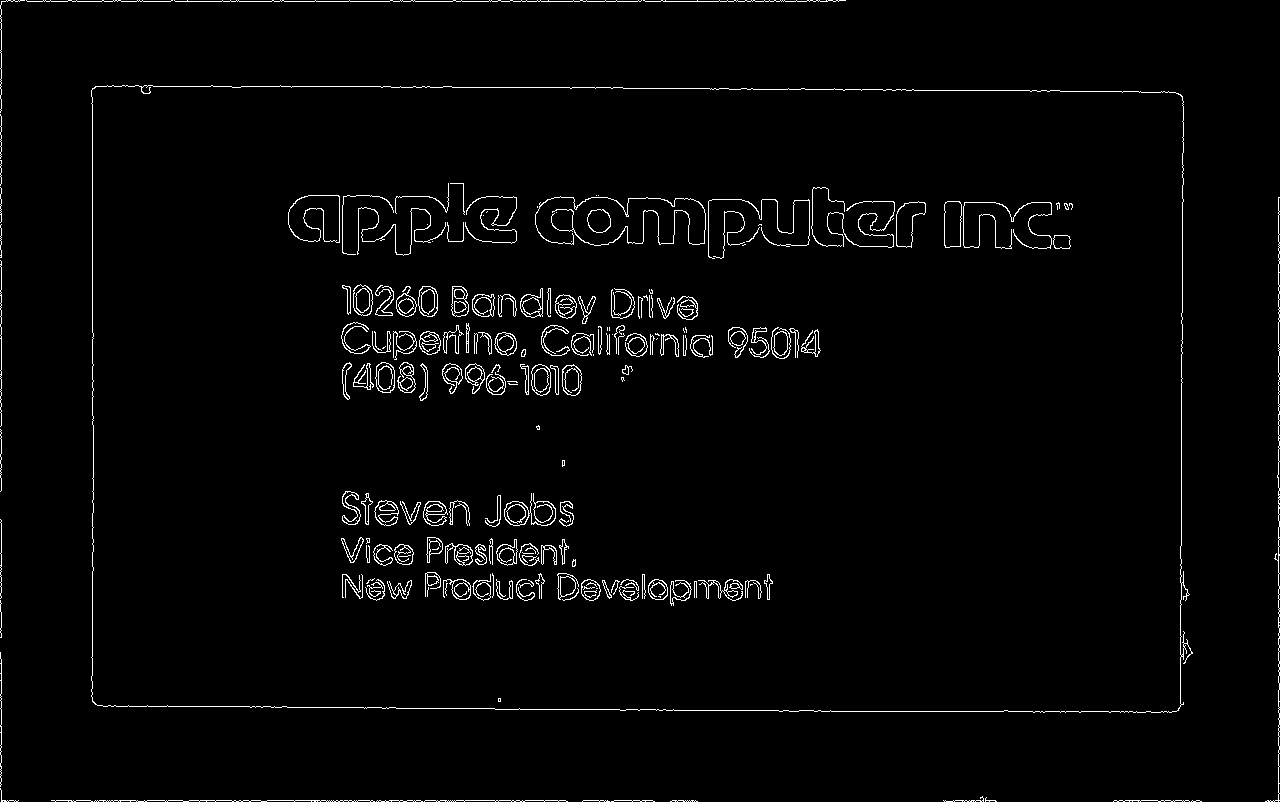 apple computer inc.™
10260 Bandley Drive
Cupertino, California 95014
(408) 996-1010
Steven Jobs
Vice President,
New Product Development